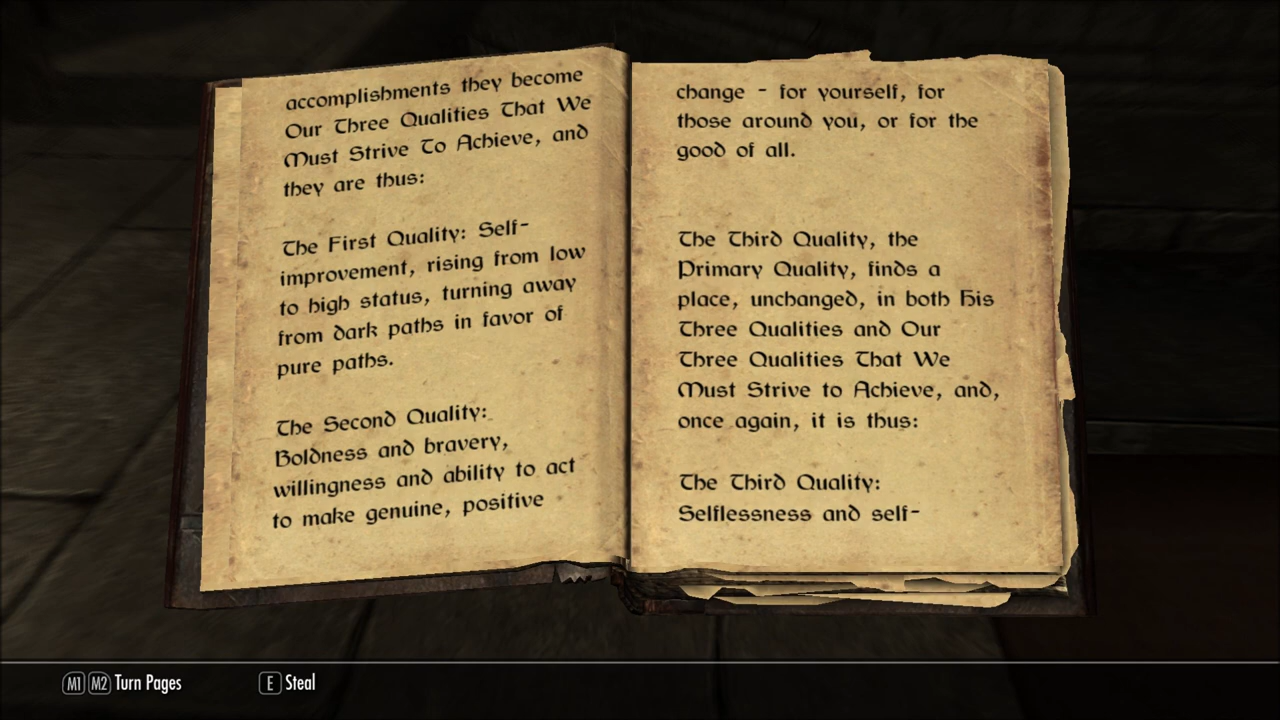 accomplishments they become
Our Three Qualities That We
Must Strive To Achieve, and
they are thus:
The First Quality: Self-
improvement, rising from low
to high status, turning away
from dark paths in favor of
pure paths.
The Second Quality:
Boldness and bravery,
willingness and ability to act
to make genuine, positive
change - for yourself, for
those around you, or for the
good of all.
The Third Quality, the
Primary Quality, finds a
place, unchanged, in both His
Three Qualities and Our
Three Qualities That We
Must Strive to Achieve, and,
once again, it is thus:
The Third Quality:
Selflessness and self-
M1 M2 Turn Pages E Steal